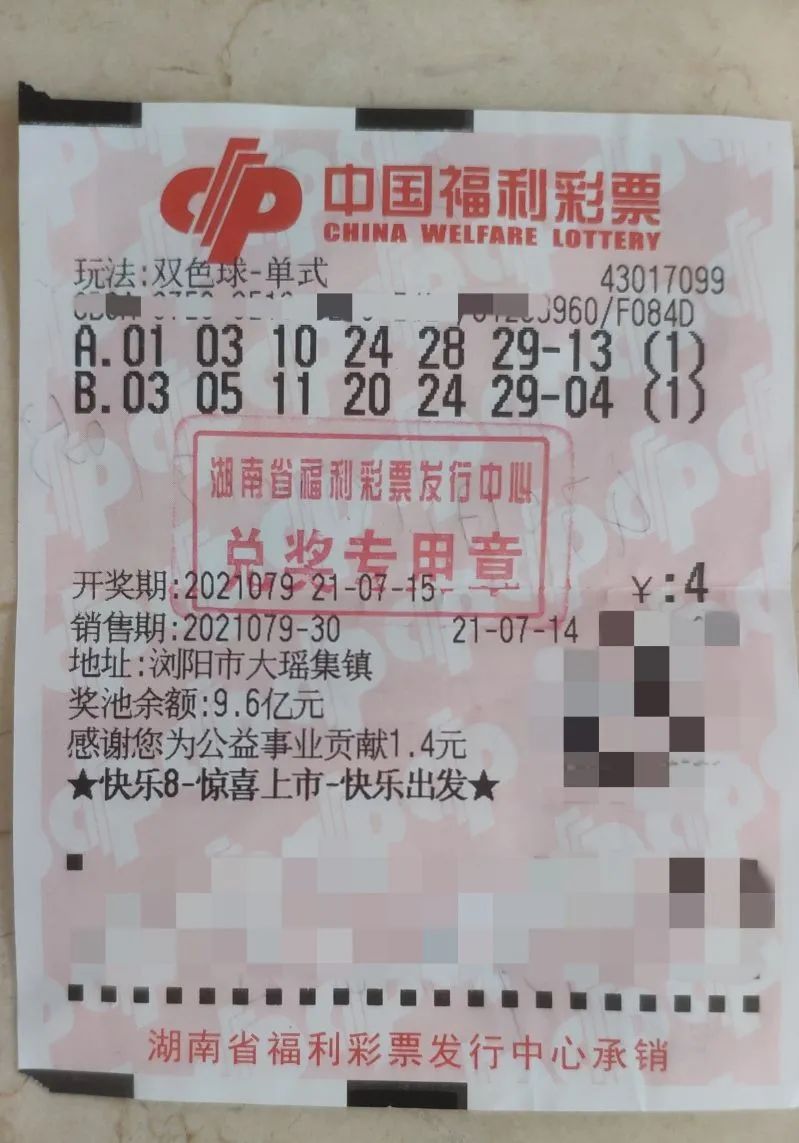 中国福利彩票
CHINA WELFARE LOTTERY
玩法:双色球-单式 43017099
960/F084D
A.01 03 10 24 28 29-13 (1)
B.03 05 11 20 24 29-04 (1)
湖南省福利彩票发行中心
兑奖专用章
开奖期:2021079 21-07-15 ¥:4
销售期:2021079-30 21-07-14
地址:浏阳市大瑶集镇
奖池余额:9.6亿元
感谢您为公益事业贡献1.4元
★快乐8-惊喜上市-快乐出发★
湖南省福利彩票发行中心承销